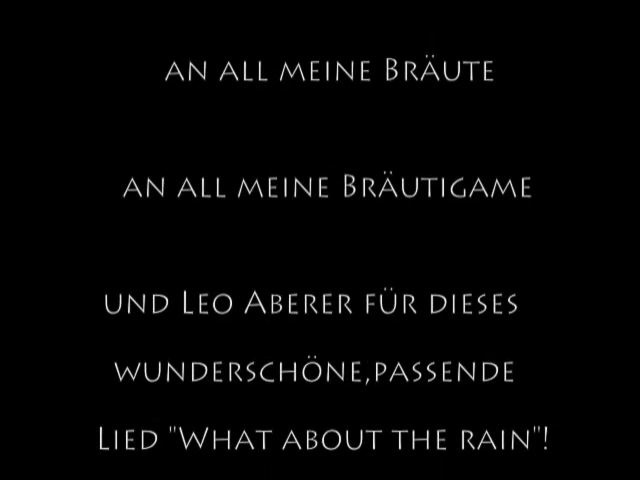 an all meine Bräute
an all meine Bräutigame
und Leo Aberer für dieses
wunderschöne,passende
Lied "What about the rain"!